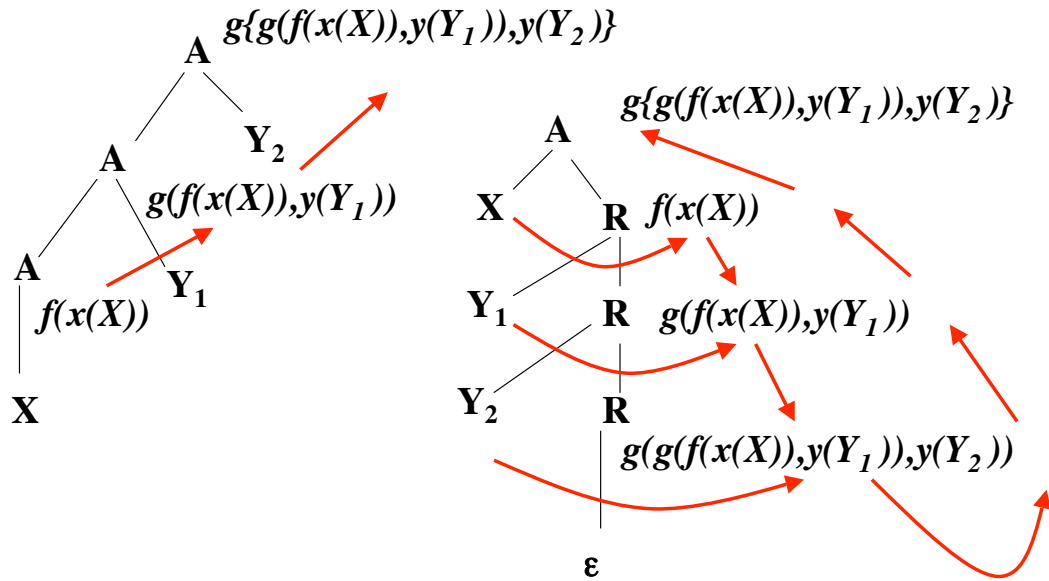 A g{g(f(x(X)),y(Y₁)),y(Y₂)}
Y₂
A
g(f(x(X)),y(Y₁))
A
Y₁
f(x(X))
X
g{g(f(x(X)),y(Y₁)),y(Y₂)}
A
X R f(x(X))
Y₁ R g(f(x(X)),y(Y₁))
Y₂ R
g(g(f(x(X)),y(Y₁)),y(Y₂))
ε